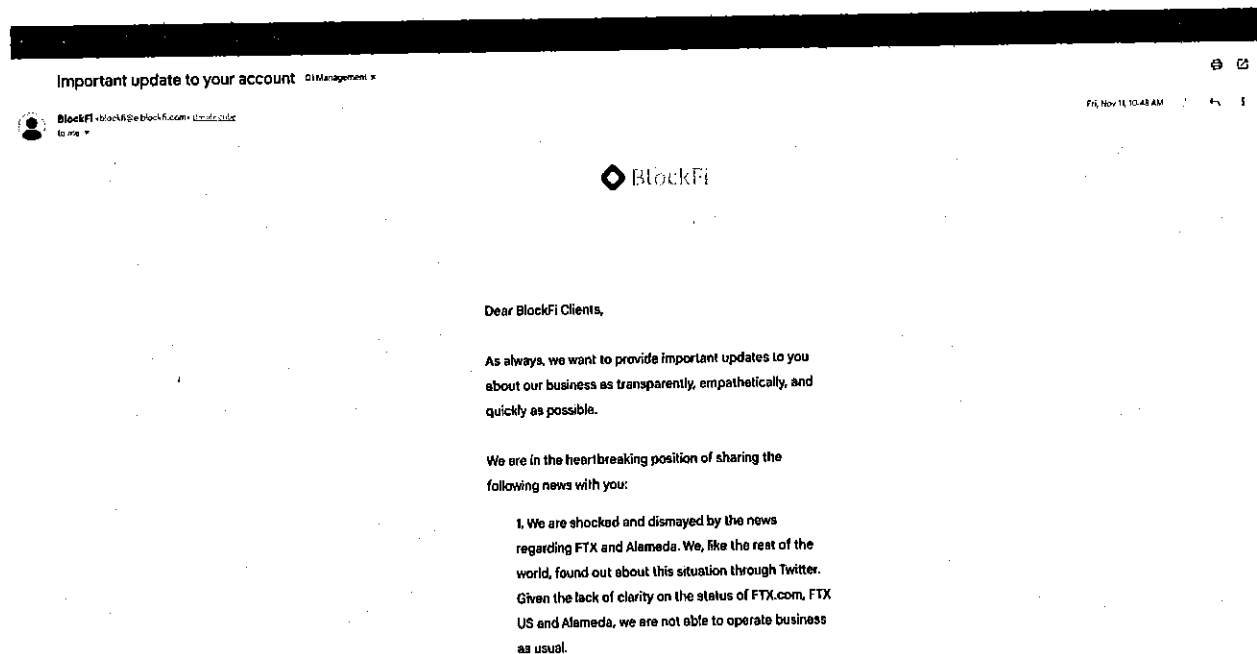 Important update to your account
Fri, Nov 11, 10:48 AM
BlockFi
to me
BlockFi
Dear BlockFi Clients,
As always, we want to provide important updates to you
about our business as transparently, empathetically, and
quickly as possible.
We are in the heartbreaking position of sharing the
following news with you:
1. We are shocked and dismayed by the news
regarding FTX and Alameda. We, like the rest of the
world, found out about this situation through Twitter.
Given the lack of clarity on the status of FTX.com, FTX
US and Alameda, we are not able to operate business
as usual.